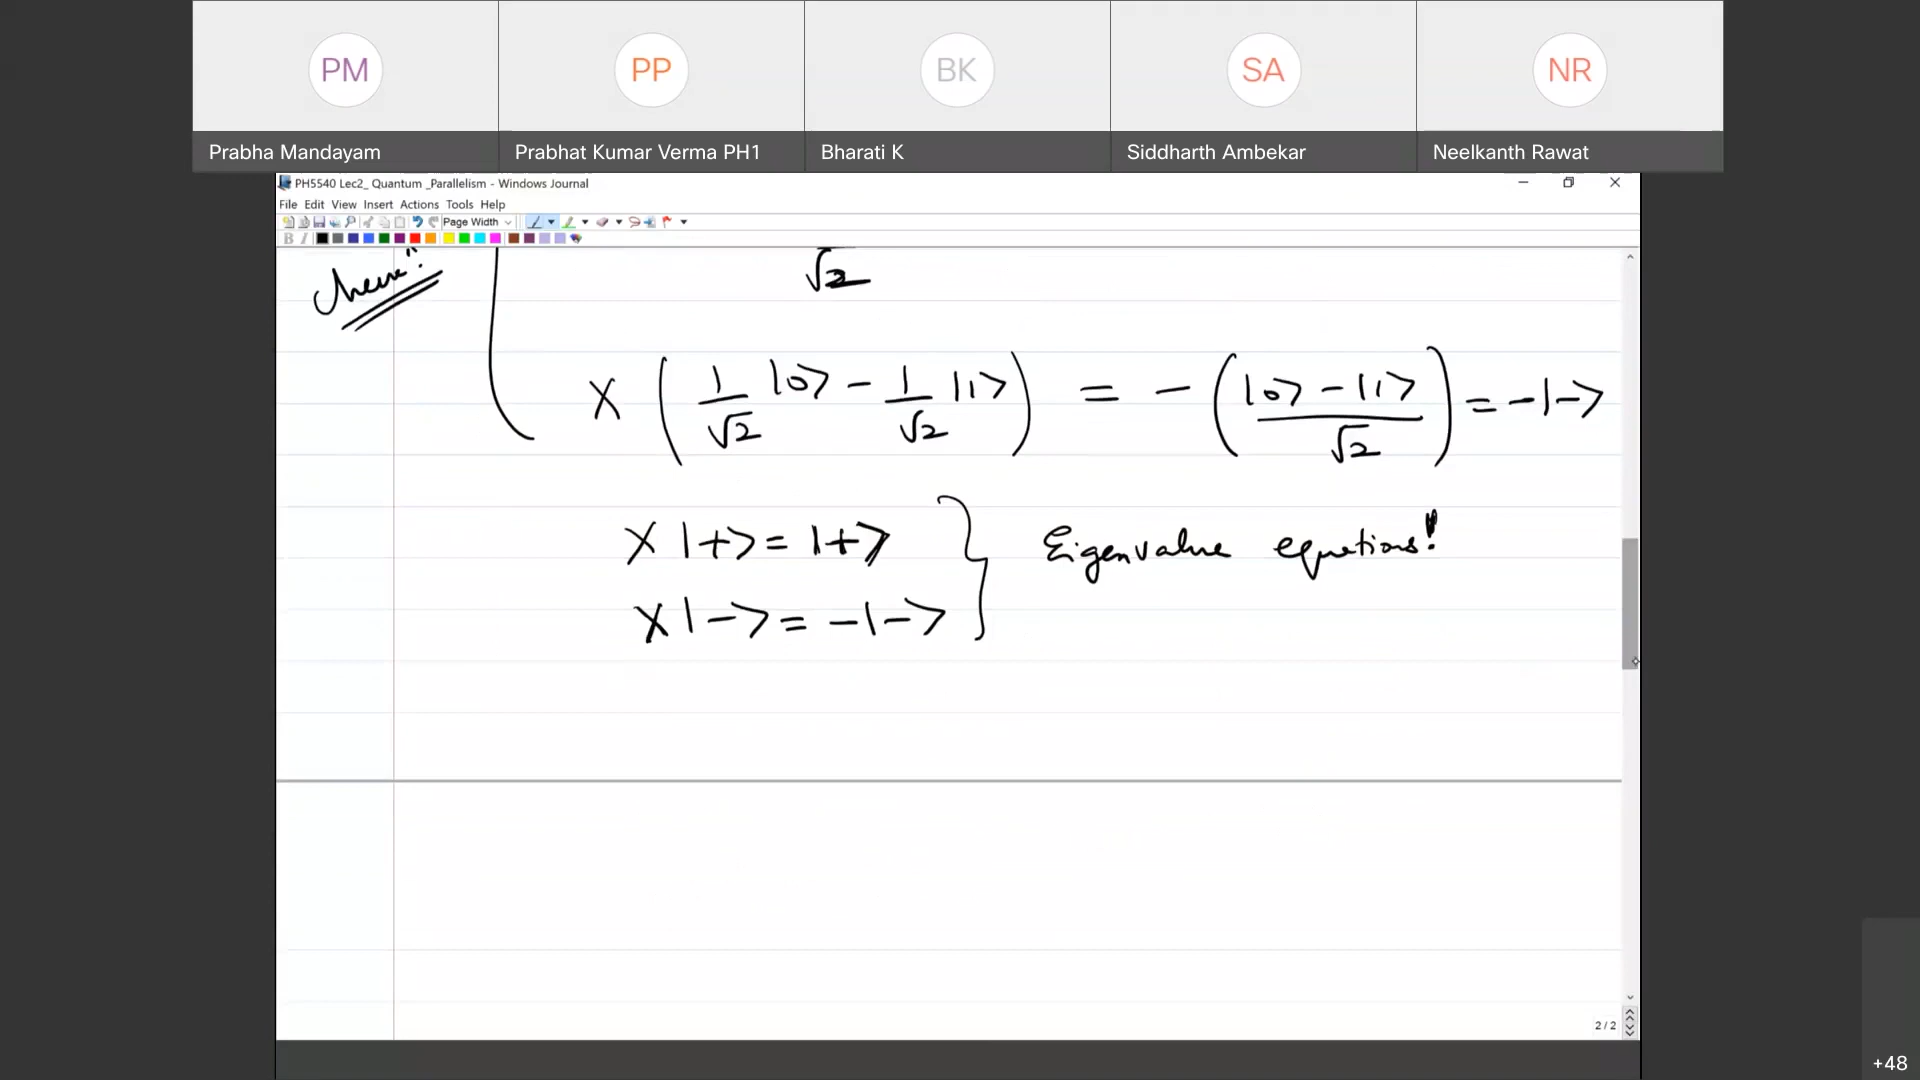 PM PP BK SA NR
Prabha Mandayam Prabhat Kumar Verma PH1 Bharati K Siddharth Ambekar Neelkanth Rawat
PH5540 Lec2_ Quantum _Parallelism - Windows Journal
File Edit View Insert Actions Tools Help
Page Width
B I
√2
X ( 1/√2 |0> - 1/√2 |1> ) = - ( |0> - |1> / √2 ) = -|->
X |+> = |+>
Eigenvalue equations!
X |-> = -|->
2 / 2
+48